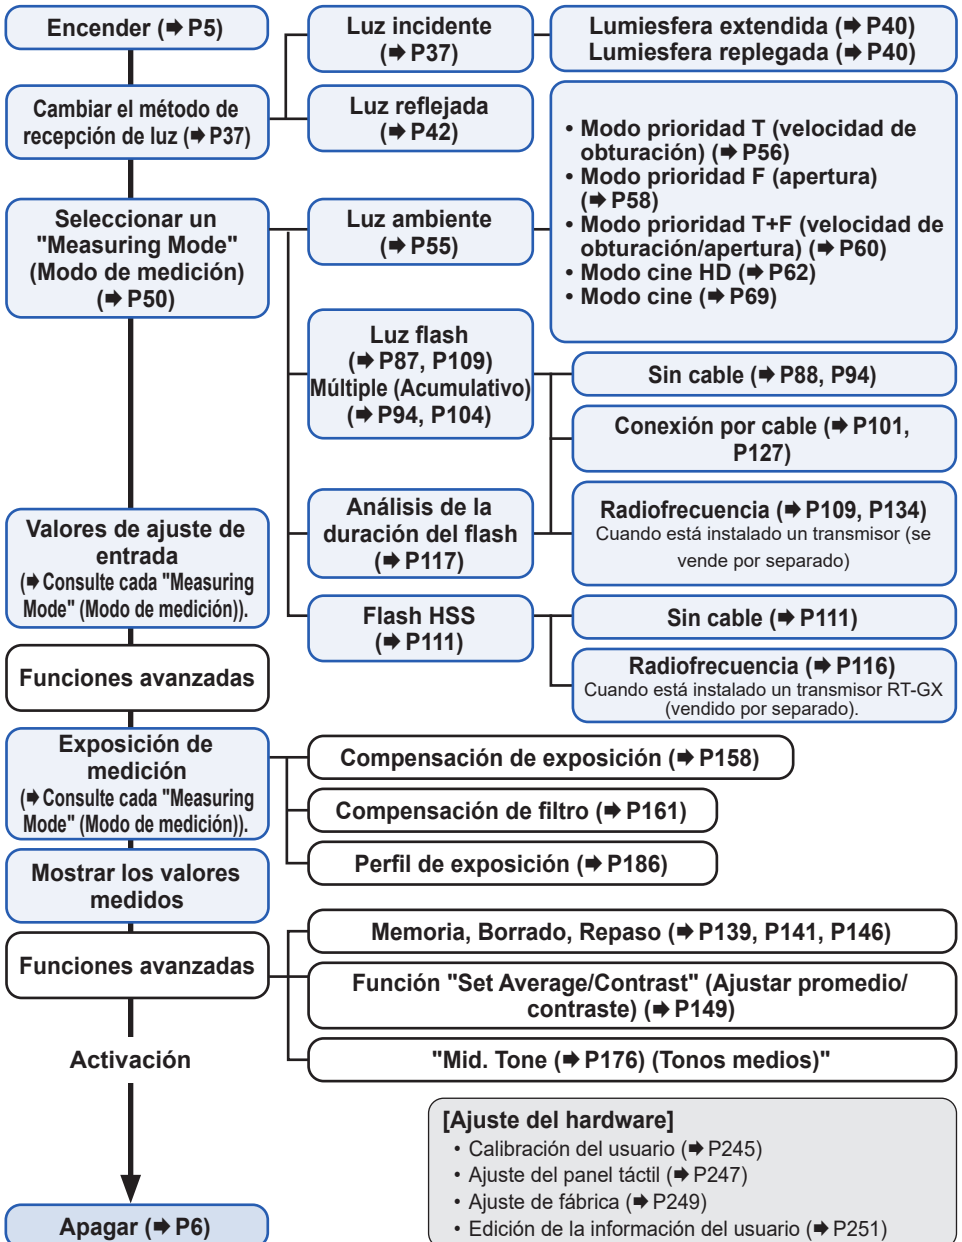 Encender (➡ P5)
Luz incidente
(➡ P37)
Lumiesfera extendida (➡ P40)
Lumiesfera replegada (➡ P40)
Cambiar el método de
recepción de luz (➡ P37)
Luz reflejada
(➡ P42)
Seleccionar un
"Measuring Mode"
(Modo de medición)
(➡ P50)
Luz ambiente
(➡ P55)
• Modo prioridad T (velocidad de
obturación) (➡ P56)
• Modo prioridad F (apertura)
(➡ P58)
• Modo prioridad T+F (velocidad de
obturación/apertura) (➡ P60)
• Modo cine HD (➡ P62)
• Modo cine (➡ P69)
Luz flash
(➡ P87, P109)
Múltiple (Acumulativo)
(➡ P94, P104)
Sin cable (➡ P88, P94)
Conexión por cable (➡ P101,
P127)
Valores de ajuste de
entrada
(➡ Consulte cada "Measuring
Mode" (Modo de medición)).
Análisis de la
duración del flash
(➡ P117)
Radiofrecuencia (➡ P109, P134)
Cuando está instalado un transmisor (se
vende por separado)
Flash HSS
(➡ P111)
Sin cable (➡ P111)
Radiofrecuencia (➡ P116)
Cuando está instalado un transmisor RT-GX
(vendido por separado).
Funciones avanzadas
Exposición de
medición
(➡ Consulte cada "Measuring
Mode" (Modo de medición)).
Compensación de exposición (➡ P158)
Compensación de filtro (➡ P161)
Perfil de exposición (➡ P186)
Mostrar los valores
medidos
Funciones avanzadas
Memoria, Borrado, Repaso (➡ P139, P141, P146)
Función "Set Average/Contrast" (Ajustar promedio/
contraste) (➡ P149)
"Mid. Tone (➡ P176) (Tonos medios)"
Activación
[Ajuste del hardware]
• Calibración del usuario (➡ P245)
• Ajuste del panel táctil (➡ P247)
• Ajuste de fábrica (➡ P249)
• Edición de la información del usuario (➡ P251)
Apagar (➡ P6)